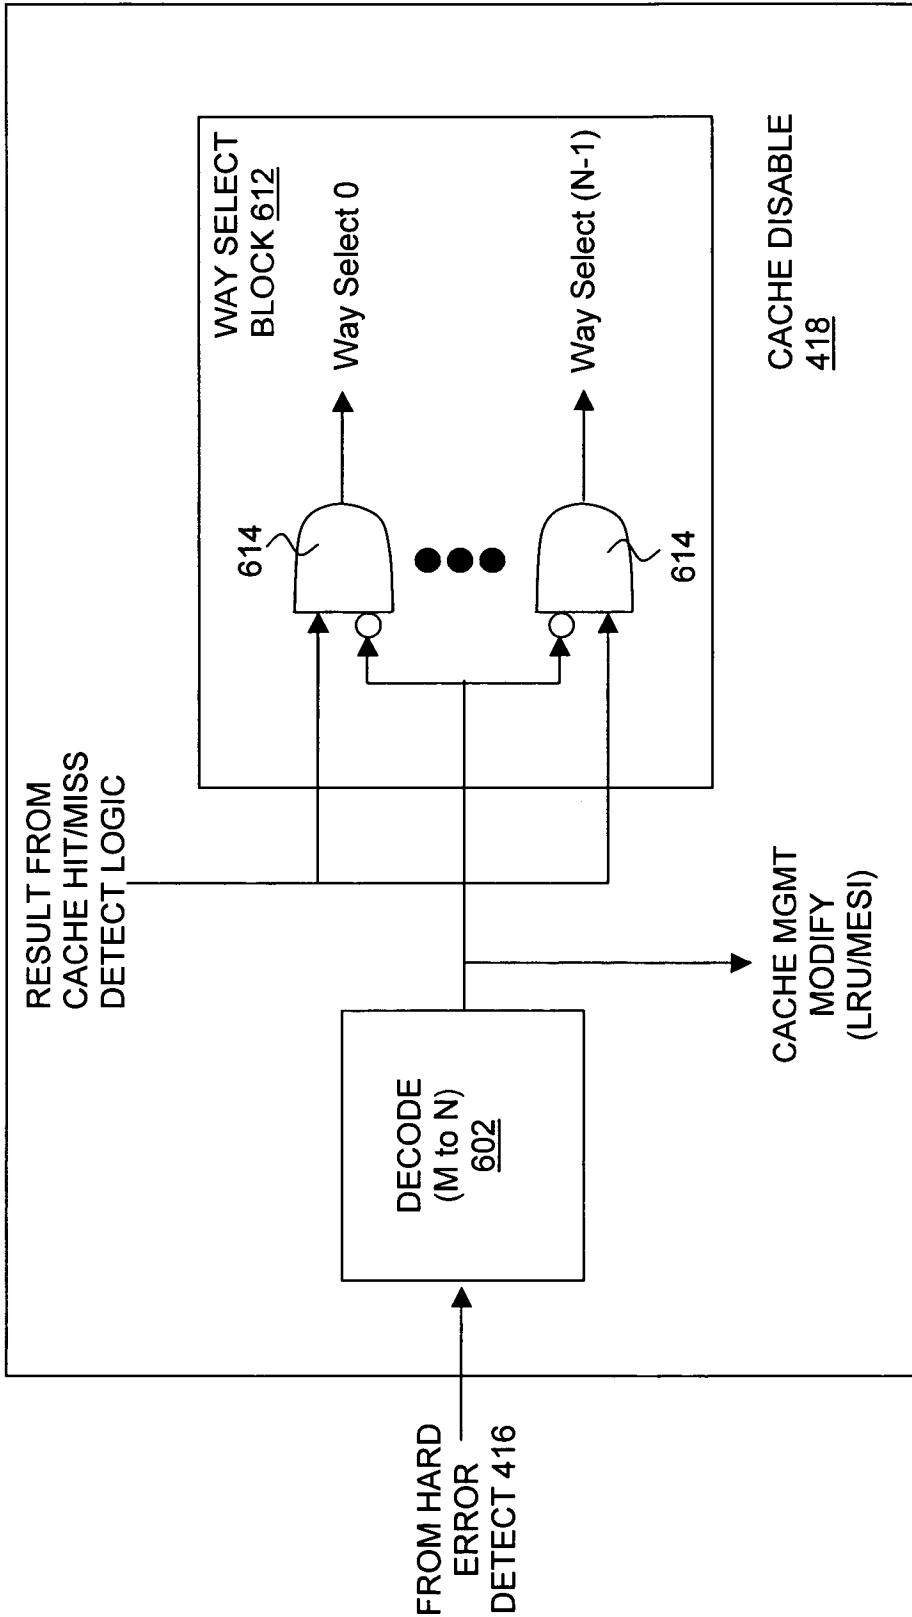 FROM HARD
ERROR
DETECT 416
DECODE
(M to N)
602
RESULT FROM
CACHE HIT/MISS
DETECT LOGIC
CACHE MGMT
MODIFY
(LRU/MESI)
WAY SELECT
BLOCK 612
614
Way Select 0
614
Way Select (N-1)
CACHE DISABLE
418